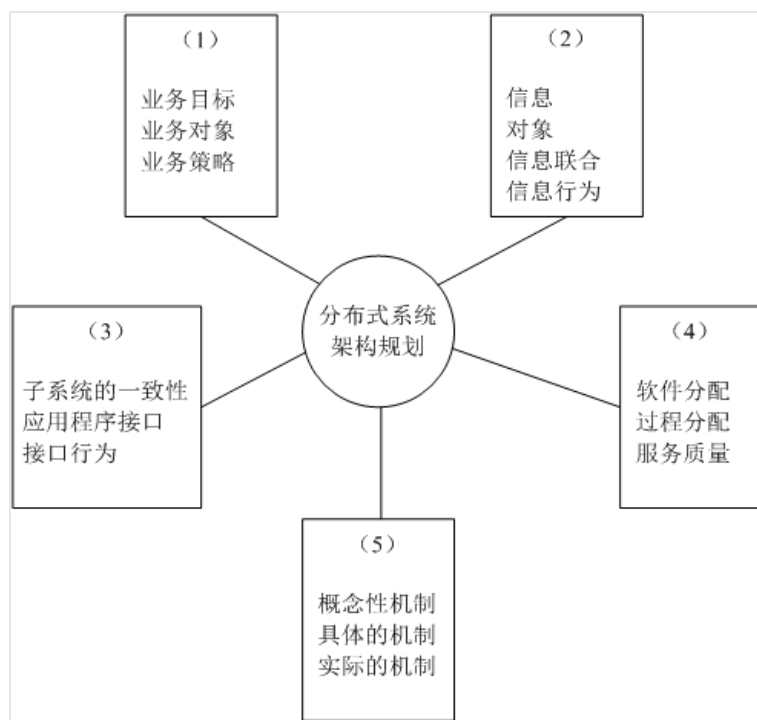 （1）
业务目标
业务对象
业务策略
（2）
信息
对象
信息联合
信息行为
分布式系统
架构规划
（3）
子系统的一致性
应用程序接口
接口行为
（4）
软件分配
过程分配
服务质量
（5）
概念性机制
具体的机制
实际的机制